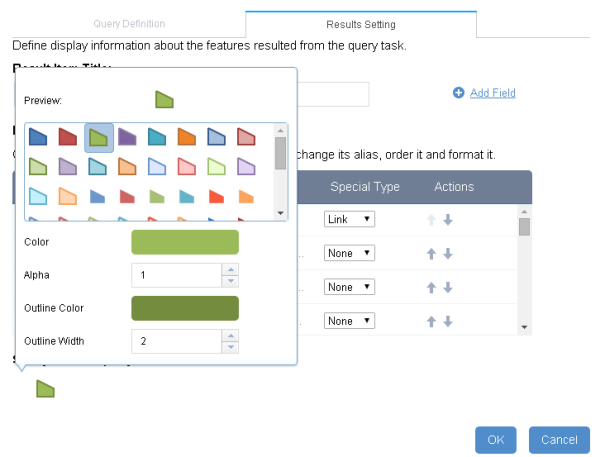 Query Definition
Results Setting
Define display information about the features resulted from the query task.
Preview:
Add Field
change its alias, order it and format it.
Special Type
Actions
Link
Color
None
Alpha
1
None
Outline Color
None
Outline Width
2
OK
Cancel